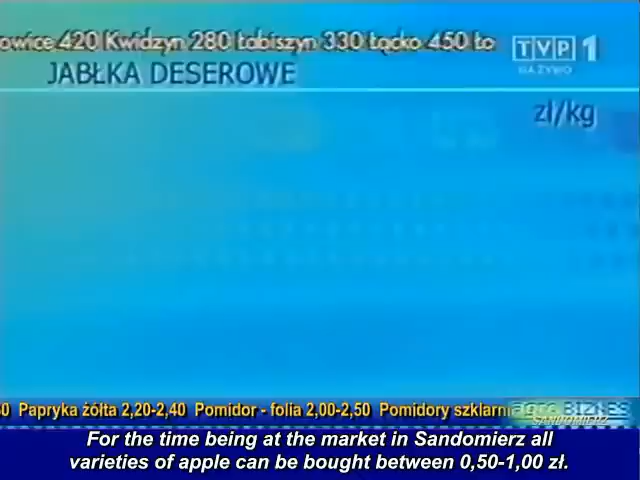 owice 420 Kwidzyn 280 Łabiszyn 330 Łącko 450 Ło
TVP 1
NA ŻYWO
JABŁKA DESEROWE
zł/kg
0 Papryka żółta 2,20-2,40 Pomidor - folia 2,00-2,50 Pomidory szklarni
agro BIZNES
SANDOMIERZ
For the time being at the market in Sandomierz all
varieties of apple can be bought between 0,50-1,00 zł.